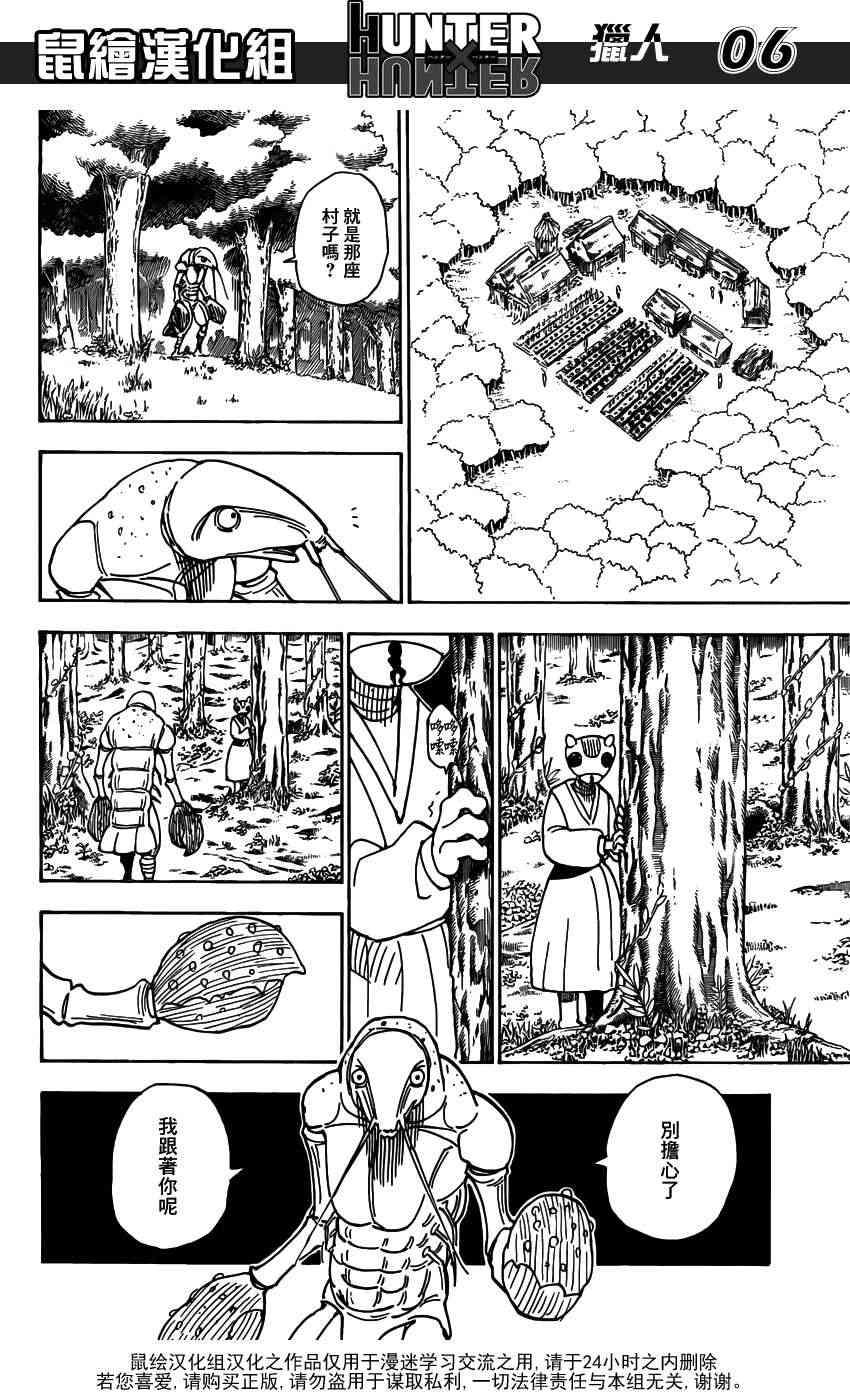 鼠繪漢化組
HUNTER
×
HUNTER
獵人
06
就是那座
村子嗎？
哆哆
嗦嗦
別擔心了
我跟著你呢
鼠绘汉化组汉化之作品仅用于漫迷学习交流之用, 请于24小时之内删除
若您喜爱, 请购买正版, 请勿盗用于谋取私利, 一切法律责任与本组无关, 谢谢。